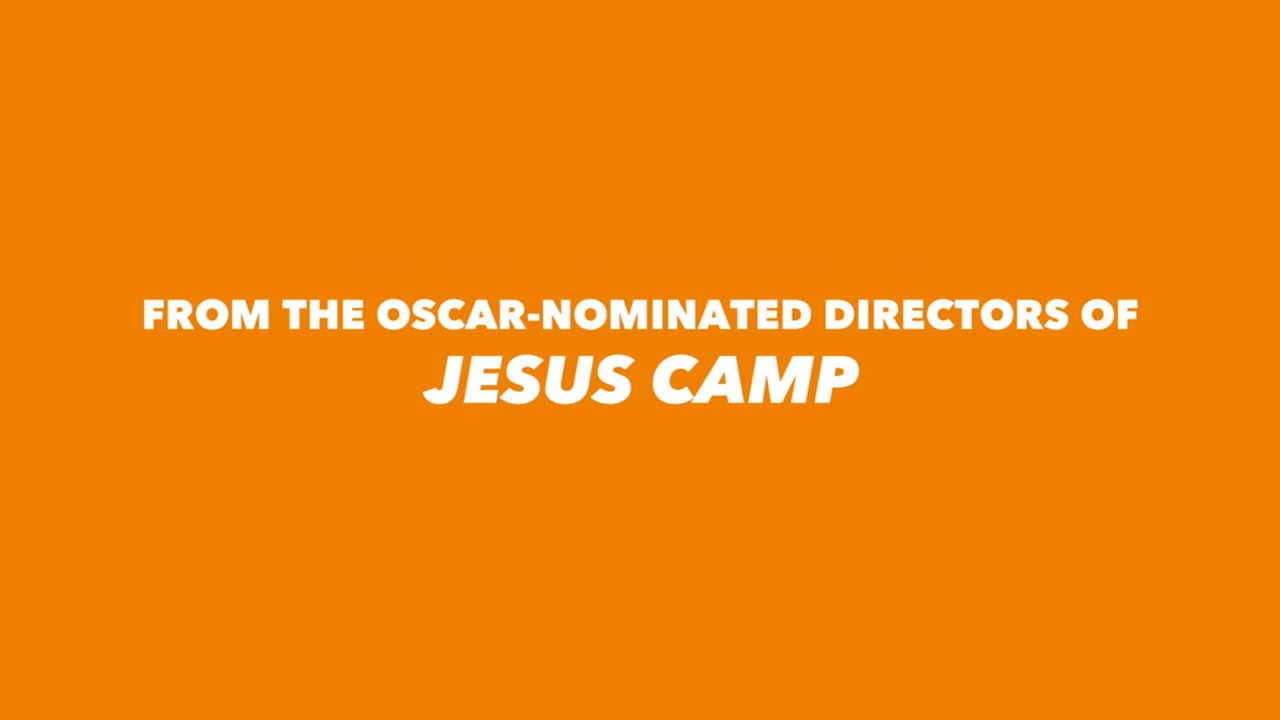 FROM THE OSCAR-NOMINATED DIRECTORS OF
JESUS CAMP